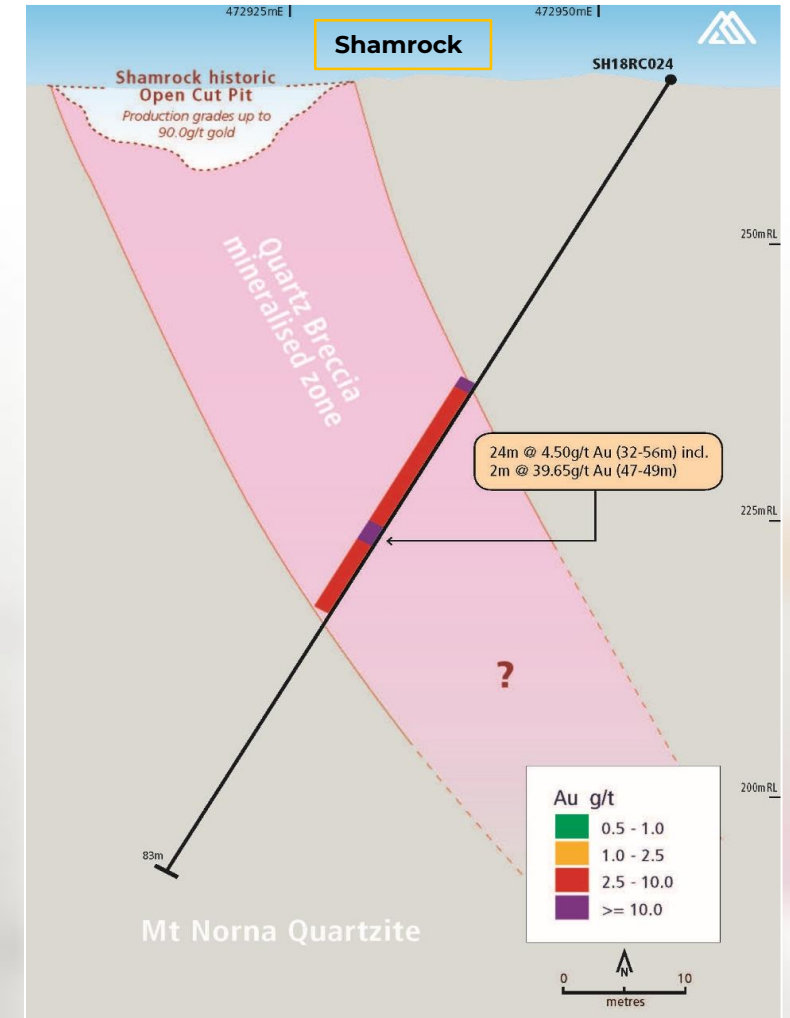 472925mE
472950mE
Shamrock
SH18RC024
Shamrock historic
Open Cut Pit
Production grades up to
90.0g/t gold
250mRL
Quartz Breccia
mineralised zone
24m @ 4.50g/t Au (32-56m) incl.
2m @ 39.65g/t Au (47-49m)
225mRL
?
200mRL
Au g/t
0.5 - 1.0
1.0 - 2.5
2.5 - 10.0
>= 10.0
83m
Mt Norna Quartzite
N
0 10
metres